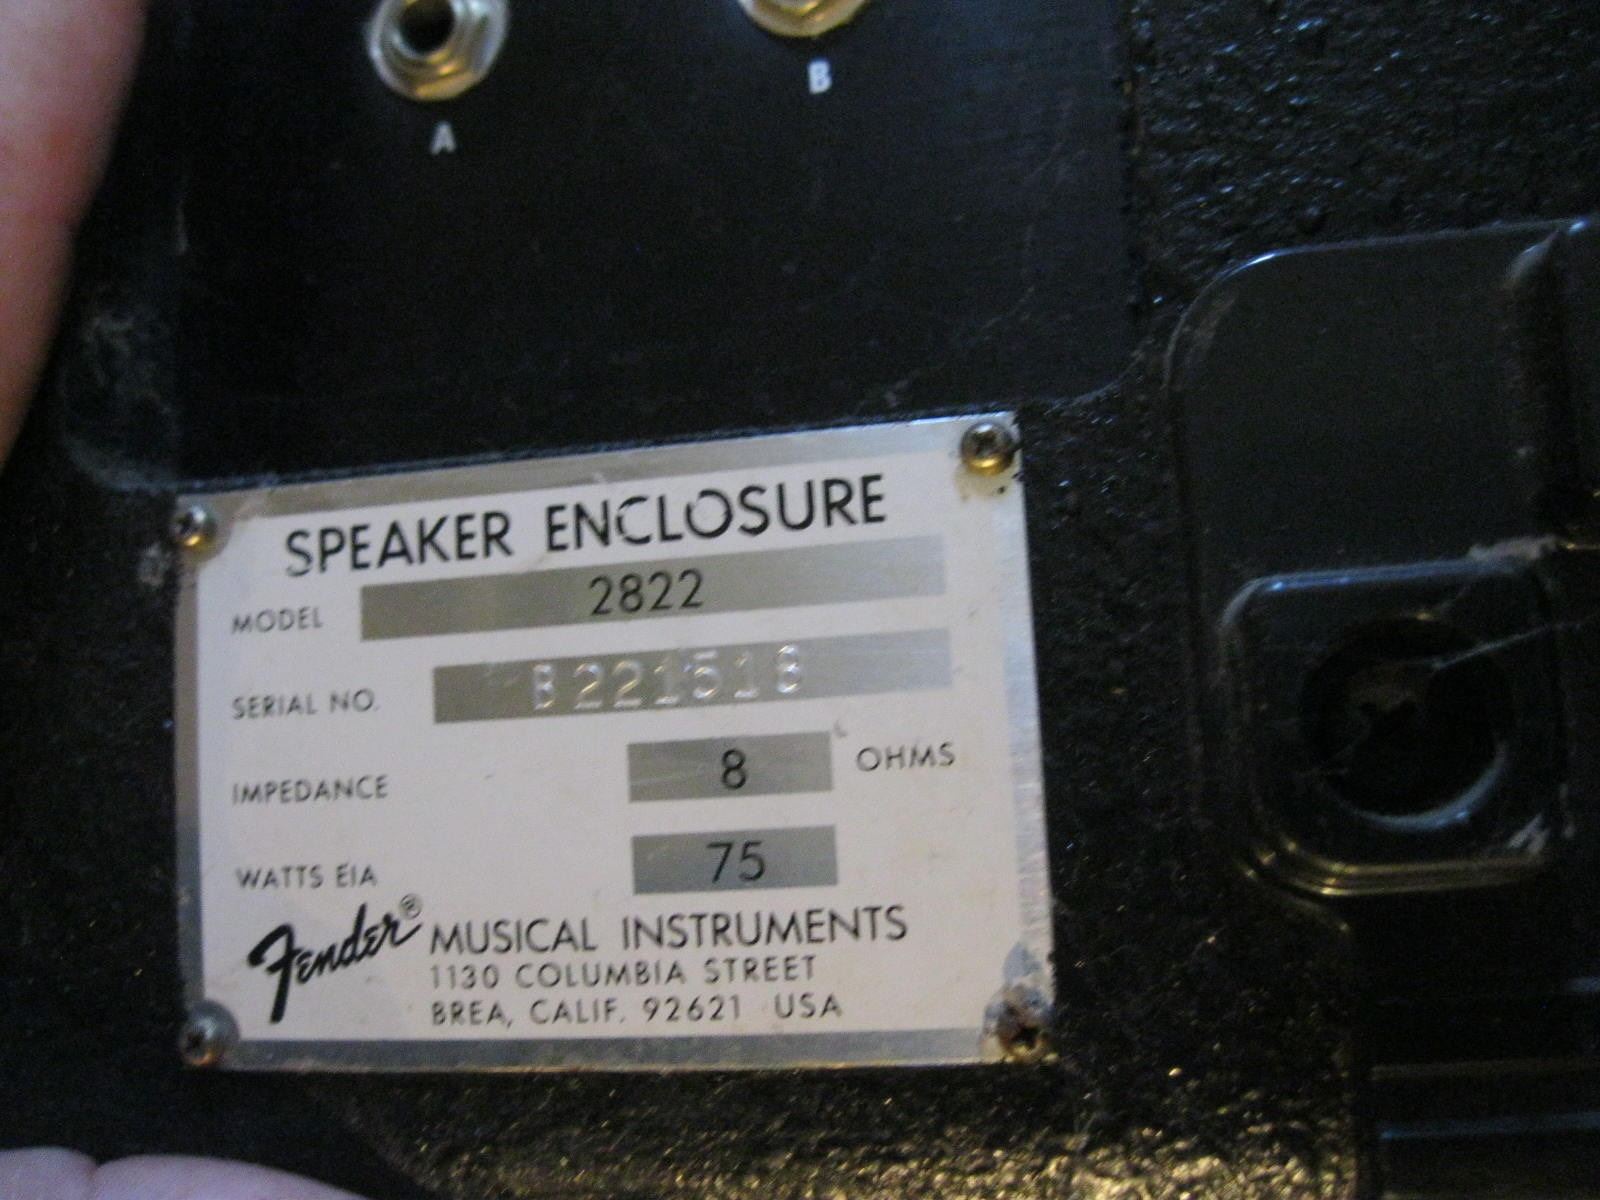 A
B
SPEAKER ENCLOSURE
MODEL 2822
SERIAL NO. B221518
IMPEDANCE 8 OHMS
WATTS EIA 75
Fender® MUSICAL INSTRUMENTS
1130 COLUMBIA STREET
BREA, CALIF. 92621 USA